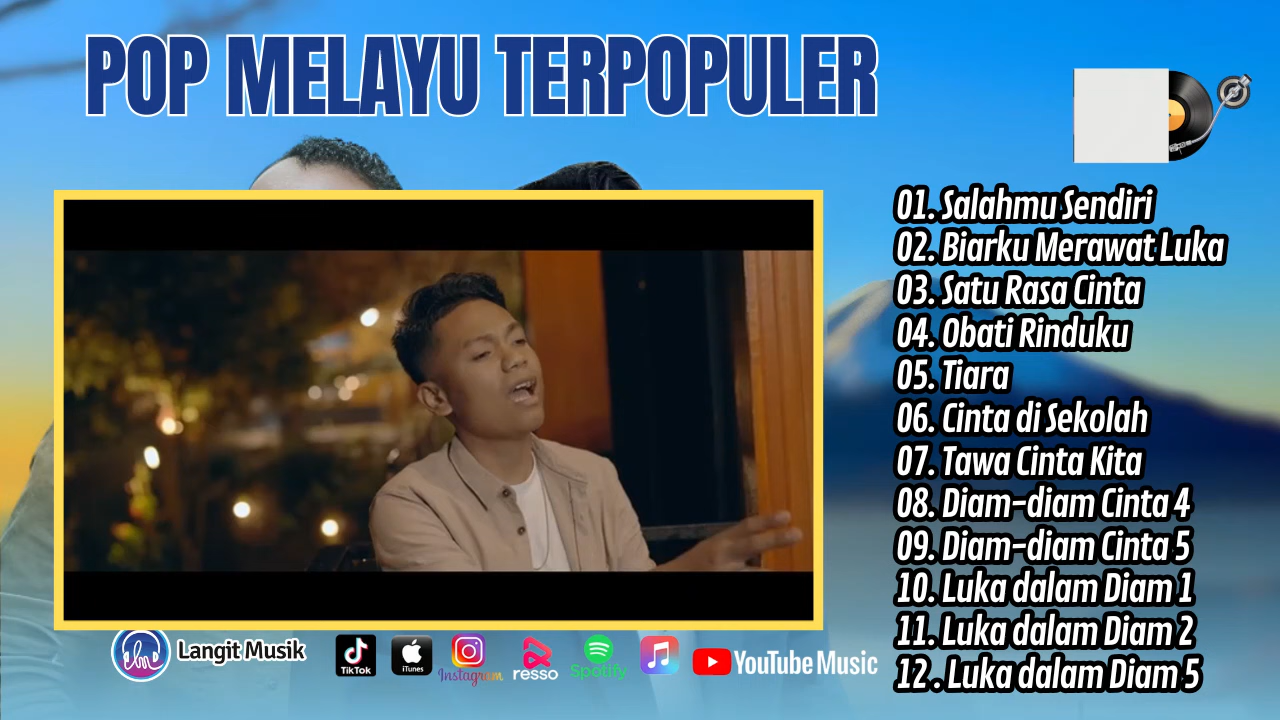 POP MELAYU TERPOPULER
01. Salahmu Sendiri
02. Biarku Merawat Luka
03. Satu Rasa Cinta
04. Obati Rinduku
05. Tiara
06. Cinta di Sekolah
07. Tawa Cinta Kita
08. Diam-diam Cinta 4
09. Diam-diam Cinta 5
10. Luka dalam Diam 1
11. Luka dalam Diam 2
12. Luka dalam Diam 5
Langit Musik
TikTok
iTunes
Instagram
resso
Spotify
YouTube Music